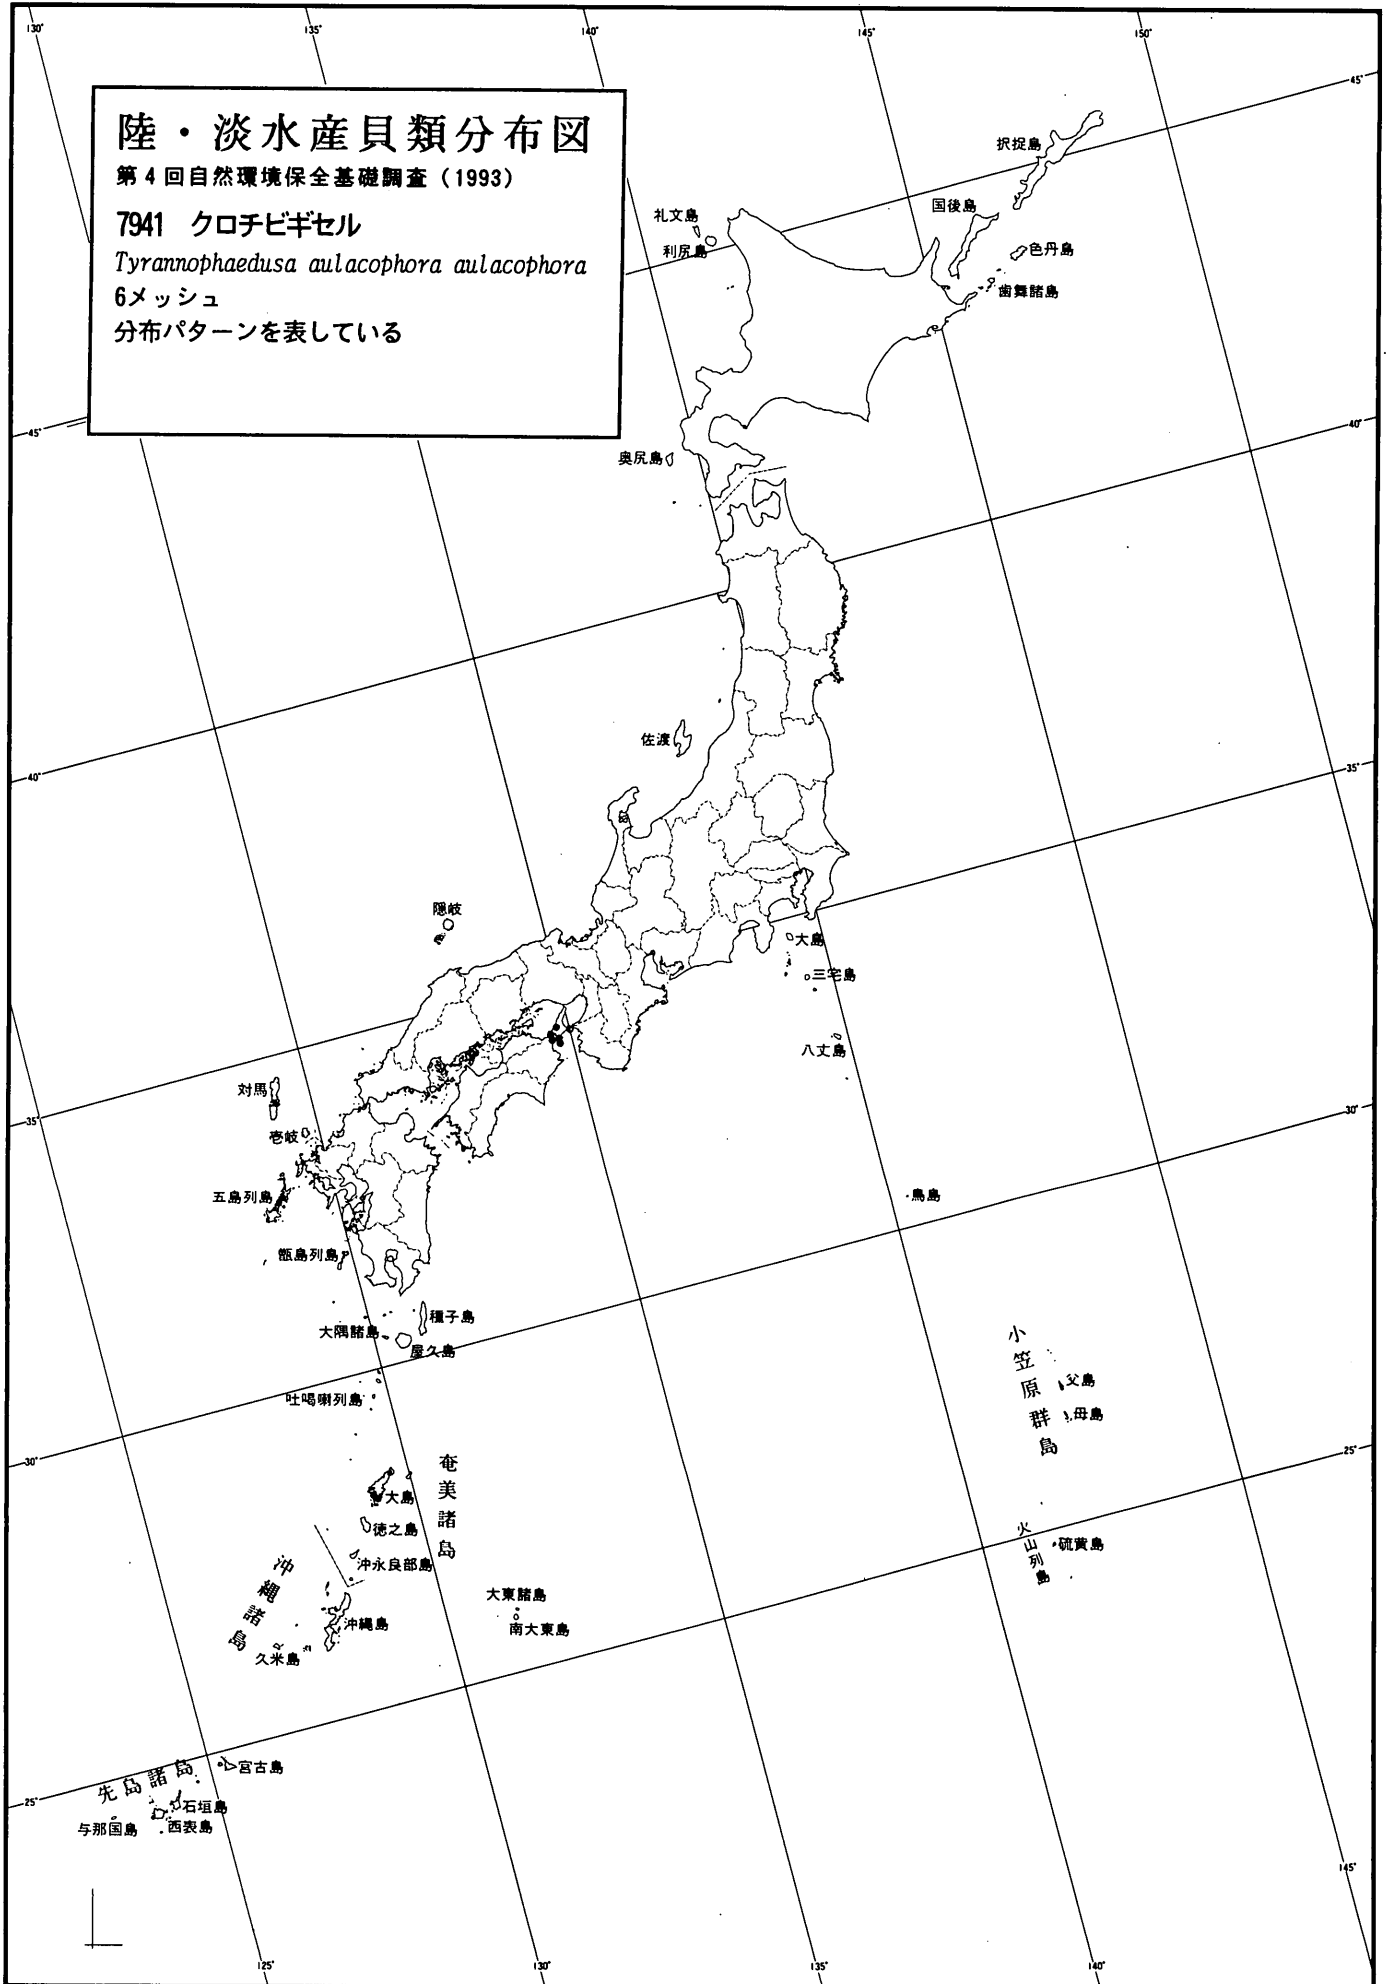 130°
135°
140°
145°
150°
45°
陸・淡水産貝類分布図
第4回自然環境保全基礎調査（1993）
7941 クロチビギセル
Tyrannophaedusa aulacophora aulacophora
6メッシュ
分布パターンを表している
択捉島
国後島
色丹島
歯舞諸島
礼文島
利尻島
45°
40°
奥尻島
佐渡
40°
35°
隠岐
大島
三宅島
八丈島
対馬
35°
壱岐
30°
五島列島
鳥島
甑島列島
種子島
大隅諸島
屋久島
吐喝喇列島
小笠原群島
父島
母島
30°
25°
奄美諸島
大島
徳之島
沖永良部島
火山列島
硫黄島
沖縄諸島
沖縄島
久米島
大東諸島
南大東島
先島諸島
宮古島
石垣島
西表島
与那国島
25°
145°
125°
130°
135°
140°